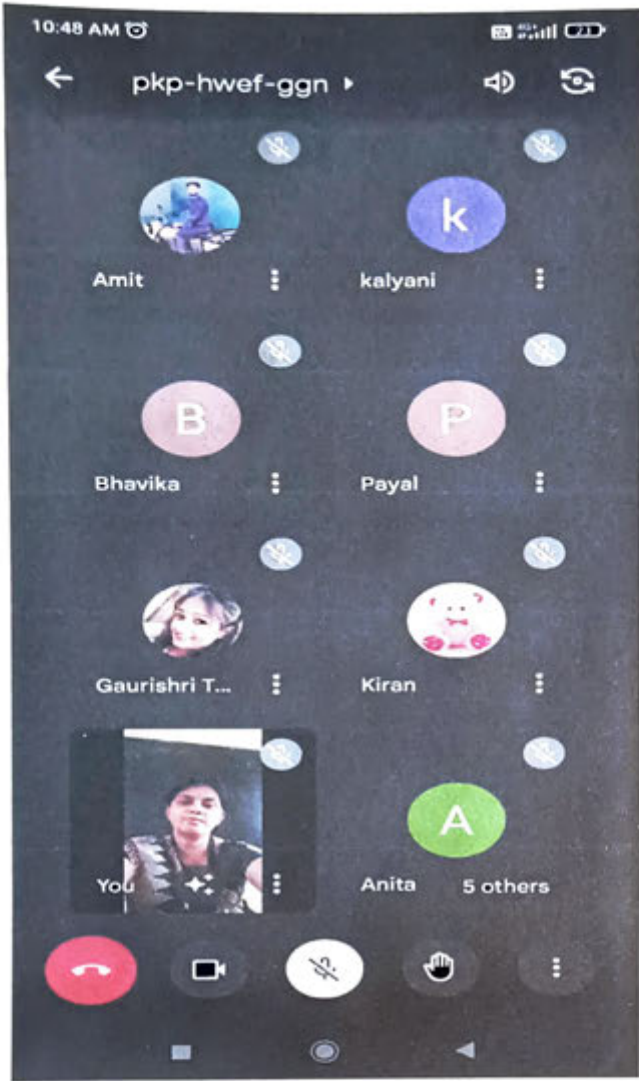 10:48 AM
pkp-hwef-ggn
k
Amit
kalyani
B
P
Bhavika
Payal
Gaurishri T...
Kiran
A
You
Anita 5 others